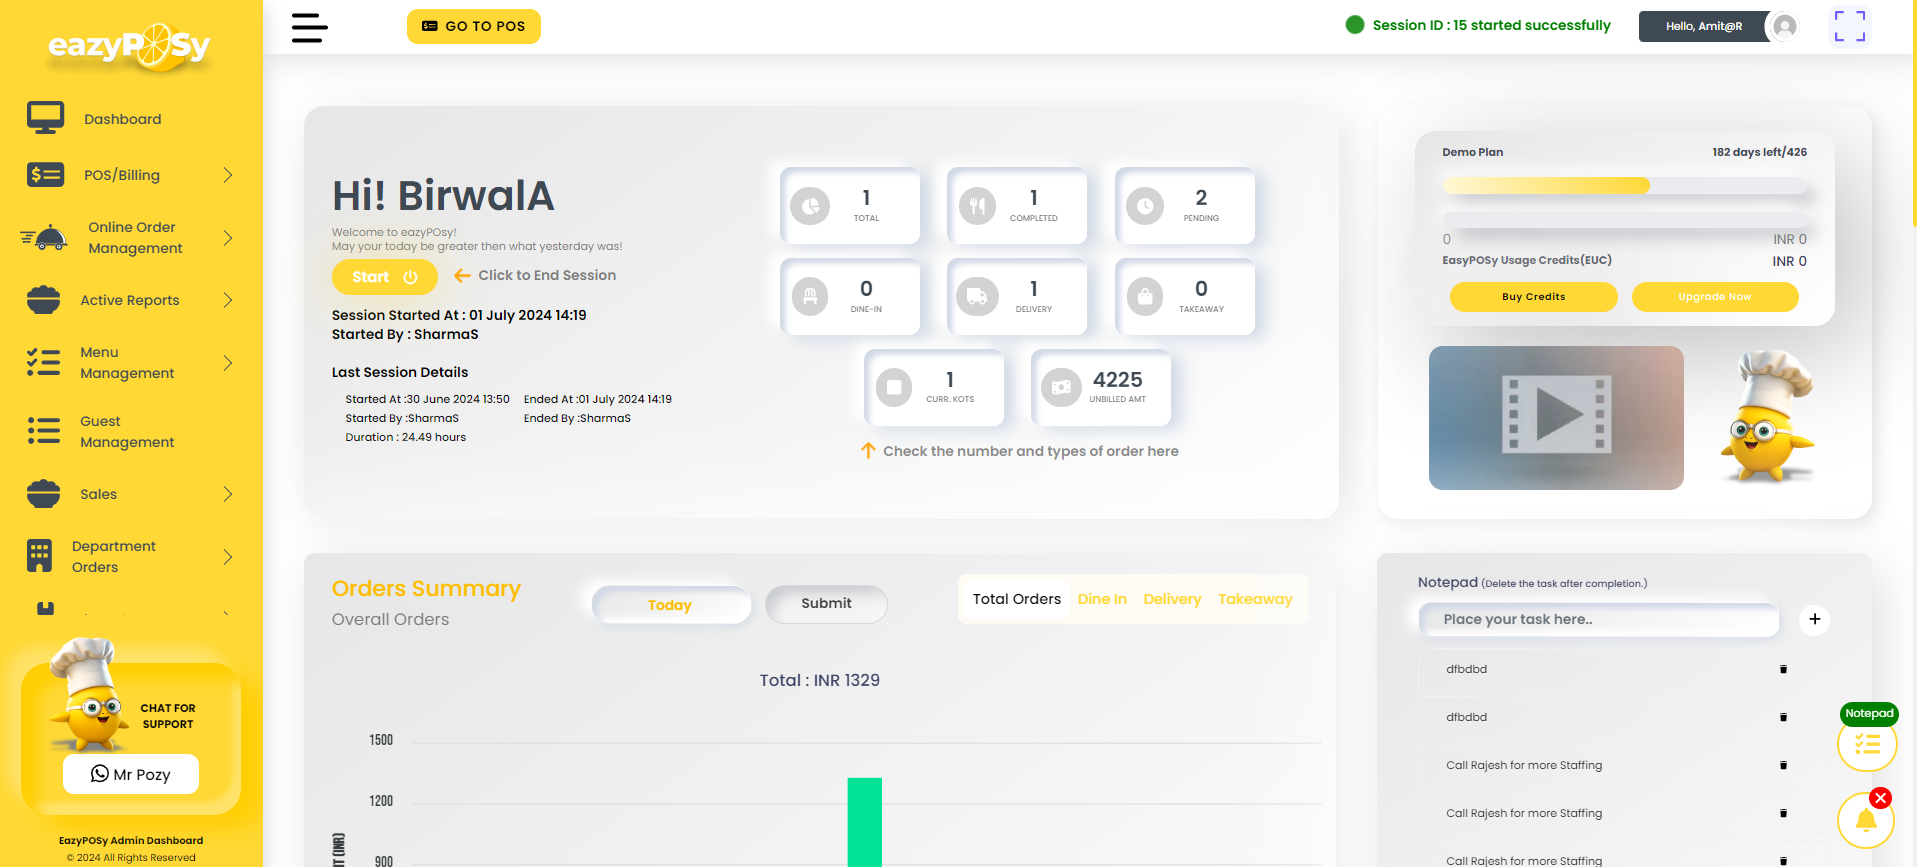 eazyPOSy
GO TO POS
Session ID : 15 started successfully
Hello, Amit@R
Dashboard
POS/Billing
Online Order
Management
Active Reports
Menu
Management
Guest
Management
Sales
Department
Orders
CHAT FOR
SUPPORT
Mr Pozy
EazyPOSy Admin Dashboard
© 2024 All Rights Reserved
Hi! BirwalA
Welcome to eazyPOsy!
May your today be greater then what yesterday was!
Start
Click to End Session
Session Started At : 01 July 2024 14:19
Started By : SharmaS
Last Session Details
Started At :30 June 2024 13:50 Ended At :01 July 2024 14:19
Started By :SharmaS Ended By :SharmaS
Duration : 24.49 hours
1
TOTAL
1
COMPLETED
2
PENDING
0
DINE-IN
1
DELIVERY
0
TAKEAWAY
1
CURR. KOTS
4225
UNBILLED AMT
Check the number and types of order here
Demo Plan 182 days left/426
0 INR 0
EasyPOSy Usage Credits(EUC) INR 0
Buy Credits Upgrade Now
Orders Summary
Overall Orders
Today
Submit
Total Orders Dine In Delivery Takeaway
Total : INR 1329
1500
1200
900
(INR)
Notepad (Delete the task after completion.)
Place your task here..
+
dfbdbd
dfbdbd
Call Rajesh for more Staffing
Call Rajesh for more Staffing
Call Rajesh for more Staffing
Notepad